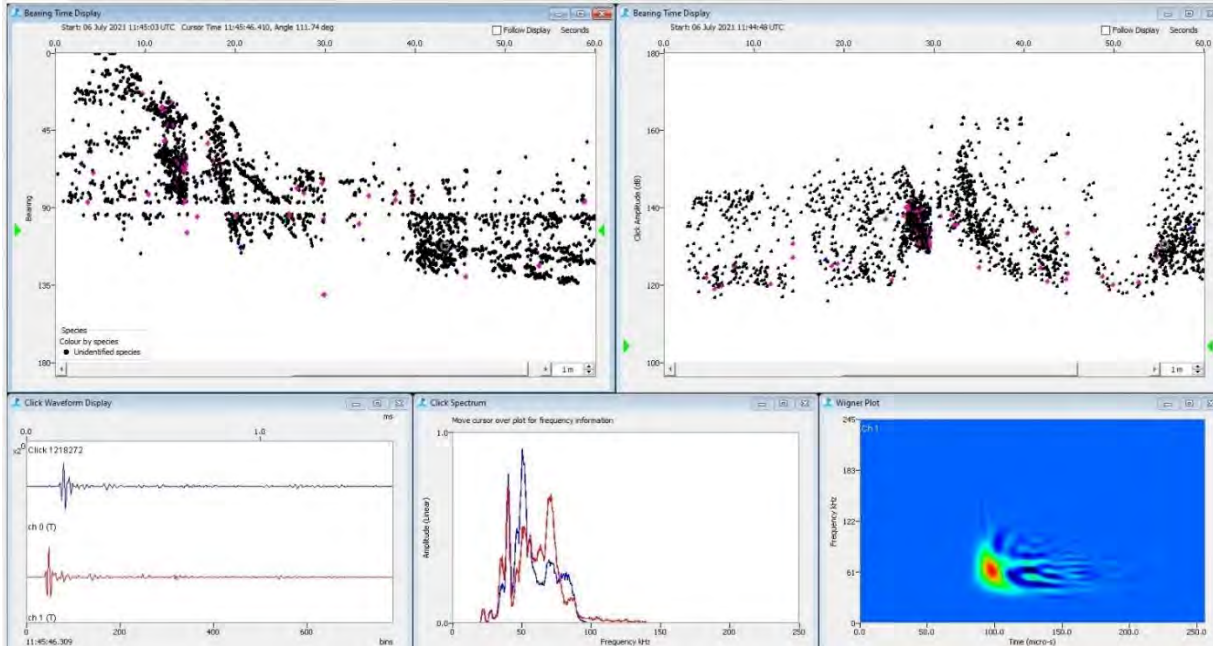 Bearing Time Display
Start: 06 July 2021 11:45:03 UTC Cursor Time 11:45:46.410, Angle 111.74 deg
Follow Display Seconds
0.0 10.0 20.0 30.0 40.0 50.0 60.0
0
45
90
135
180
Bearing
Species
Colour by species
Unidentified species
1 m
Bearing Time Display
Start: 06 July 2021 11:44:48 UTC
Follow Display Seconds
0.0 10.0 20.0 30.0 40.0 50.0 60.0
180
160
140
120
100
Click Amplitude (dB)
1 m
Click Waveform Display
ms
0.0 1.0
Click 1218272
ch 0 (T)
ch 1 (T)
0 200 400 600
11:45:46.309 bins
Click Spectrum
Move cursor over plot for frequency information
1.0
Amplitude (Linear)
0.0
0 50 100 150 200 250
Frequency kHz
Wigner Plot
Ch 1
245
183
122
61
0
Frequency kHz
0.0 50.0 100.0 150.0 200.0 250.0
Time (micro-s)